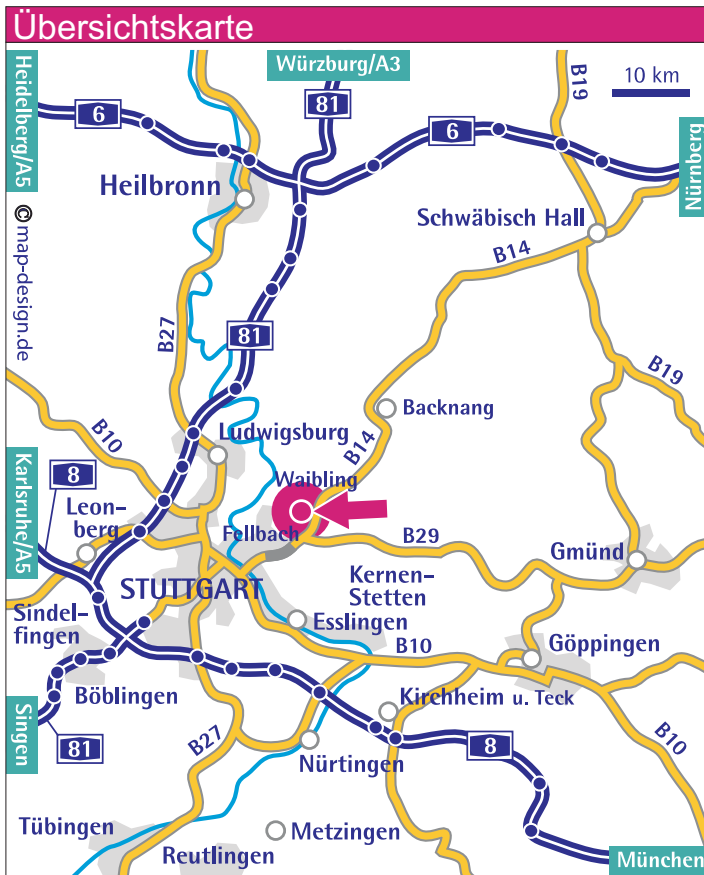 Übersichtskarte
Heidelberg/A5
Würzburg/A3
B19
10 km
6
81
6
Nürnberg
Heilbronn
Schwäbisch Hall
B14
© map-design.de
B27
81
B19
B10
Backnang
Ludwigsburg
B14
Karlsruhe/A5
8
Waibling
Leon-
berg
Fellbach
B29
Gmünd
STUTTGART
Kernen-
Stetten
Sindel-
fingen
Esslingen
B10
Göppingen
Böblingen
Kirchheim u. Teck
Singen
81
B27
8
B10
Nürtingen
Tübingen
Metzingen
Reutlingen
München